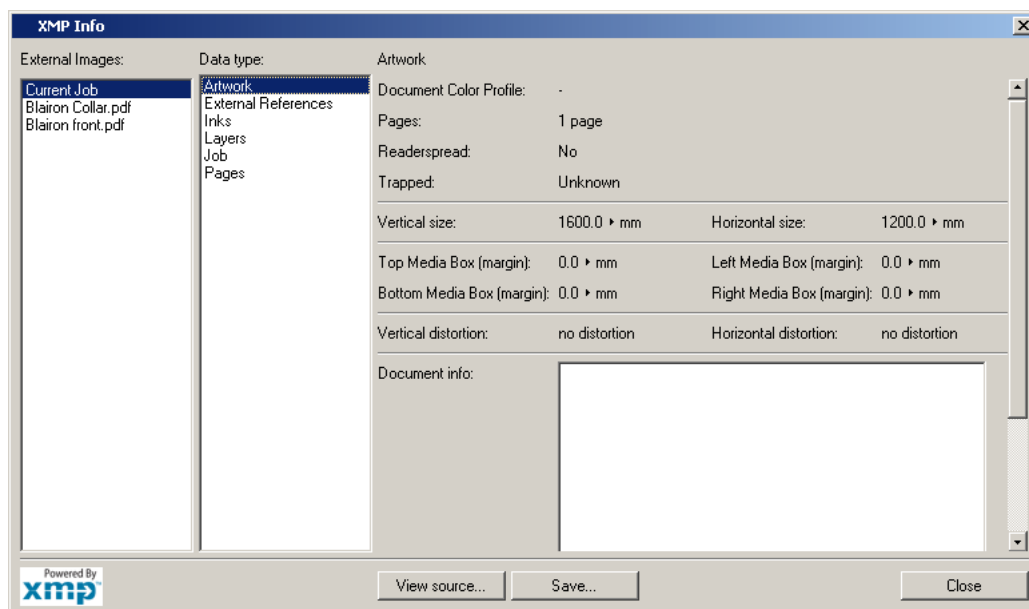 XMP Info
External Images:
Current Job
Blairon Collar.pdf
Blairon front.pdf
Data type:
Artwork
External References
Inks
Layers
Job
Pages
Artwork
Document Color Profile: -
Pages: 1 page
Readerspread: No
Trapped: Unknown
Vertical size: 1600.0 mm Horizontal size: 1200.0 mm
Top Media Box (margin): 0.0 mm Left Media Box (margin): 0.0 mm
Bottom Media Box (margin): 0.0 mm Right Media Box (margin): 0.0 mm
Vertical distortion: no distortion Horizontal distortion: no distortion
Document info:
Powered By
xmp™
View source... Save... Close